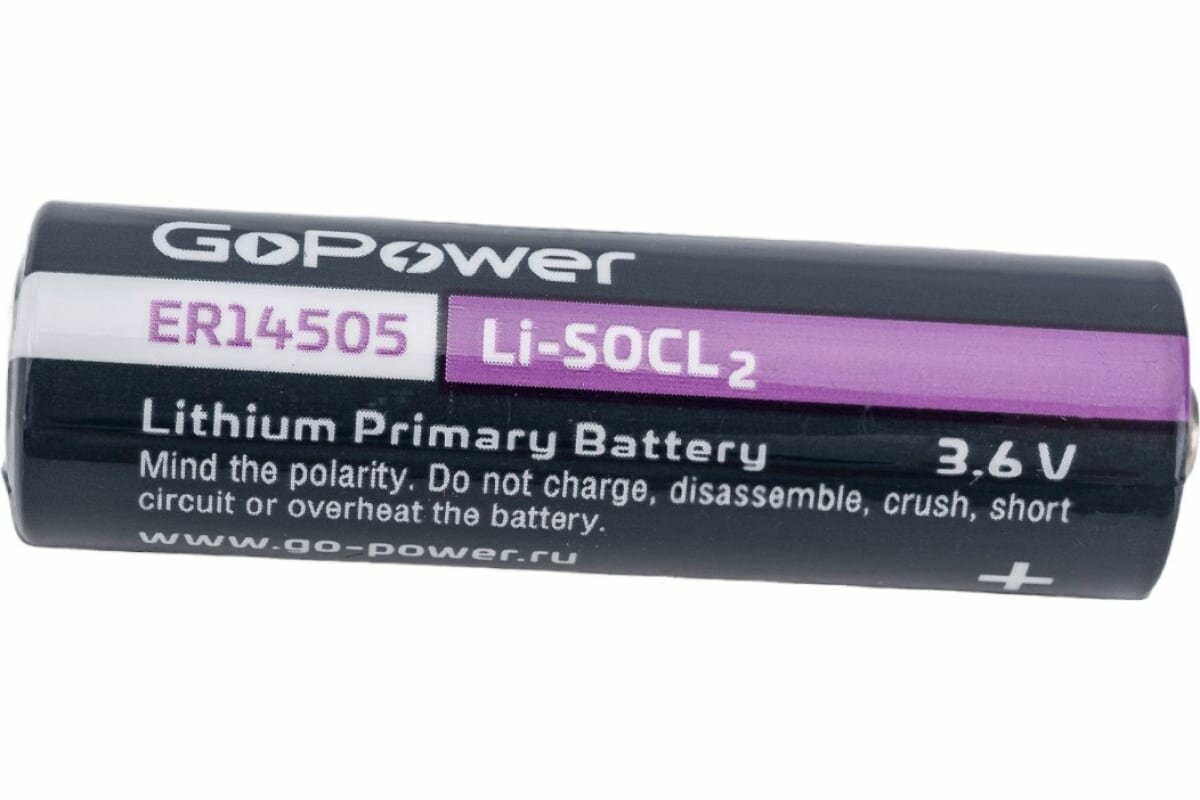 GoPower
ER14505
Li-SOCL₂
Lithium Primary Battery 3.6 V
Mind the polarity. Do not charge, disassemble, crush, short
circuit or overheat the battery.
www.go-power.ru
+